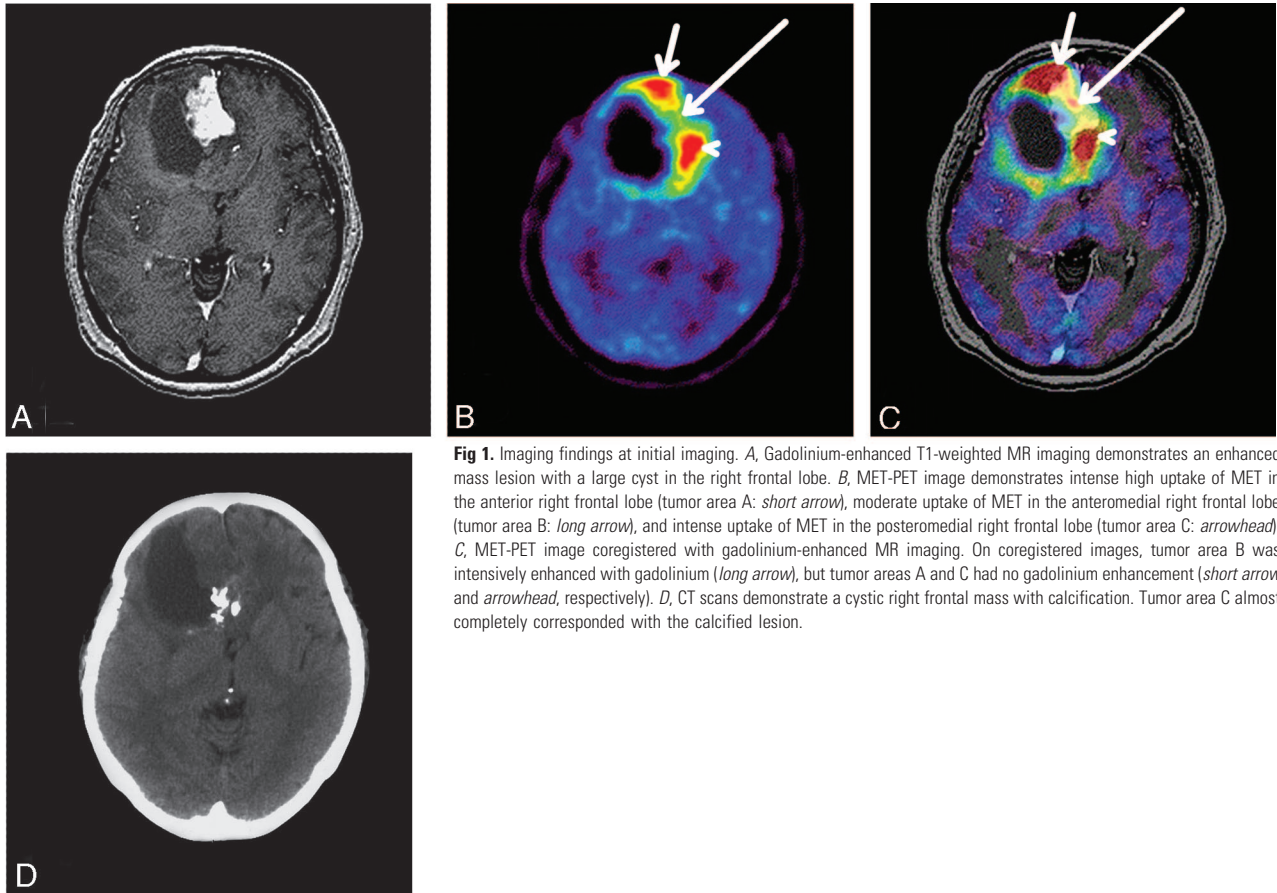 A
B
C
Fig 1. Imaging findings at initial imaging. A, Gadolinium-enhanced T1-weighted MR imaging demonstrates an enhanced
mass lesion with a large cyst in the right frontal lobe. B, MET-PET image demonstrates intense high uptake of MET in
the anterior right frontal lobe (tumor area A: short arrow), moderate uptake of MET in the anteromedial right frontal lobe
(tumor area B: long arrow), and intense uptake of MET in the posteromedial right frontal lobe (tumor area C: arrowhead)
C, MET-PET image coregistered with gadolinium-enhanced MR imaging. On coregistered images, tumor area B was
intensively enhanced with gadolinium (long arrow), but tumor areas A and C had no gadolinium enhancement (short arrow
and arrowhead, respectively). D, CT scans demonstrate a cystic right frontal mass with calcification. Tumor area C almost
completely corresponded with the calcified lesion.
D